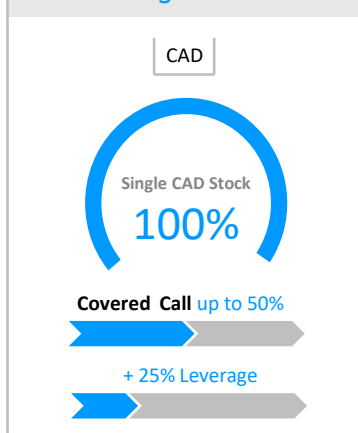 CAD
Single CAD Stock
100%
Covered Call up to 50%
+ 25% Leverage